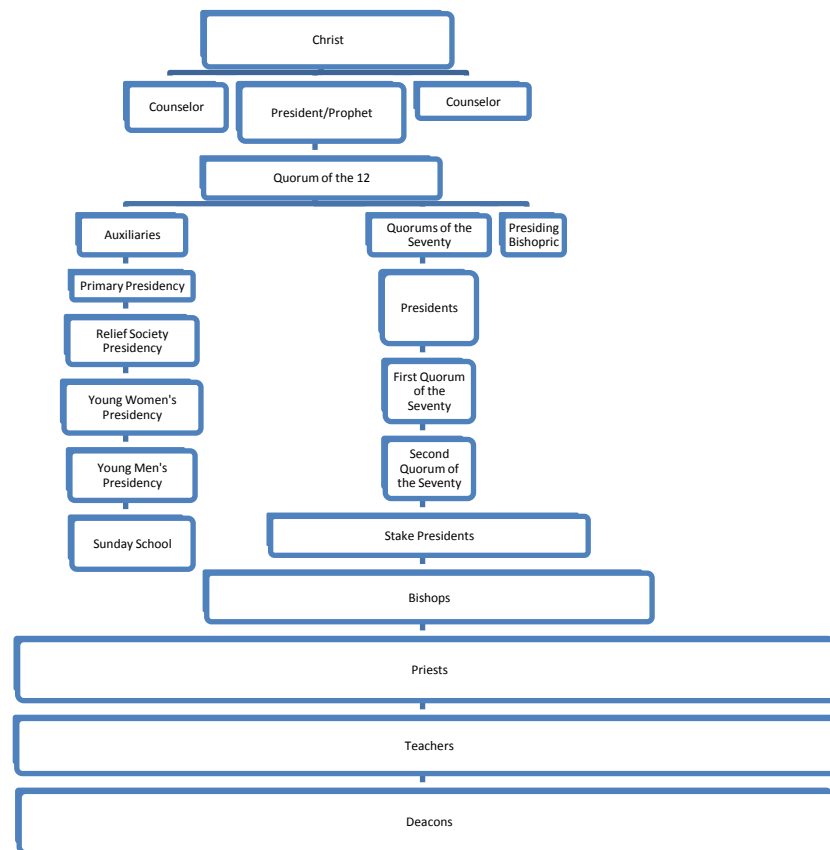 Christ
Counselor
President/Prophet
Counselor
Quorum of the 12
Auxiliaries
Quorums of the
Seventy
Presiding
Bishopric
Primary Presidency
Relief Society
Presidency
Young Women's
Presidency
Young Men's
Presidency
Sunday School
Presidents
First Quorum
of the
Seventy
Second
Quorum of
the Seventy
Stake Presidents
Bishops
Priests
Teachers
Deacons